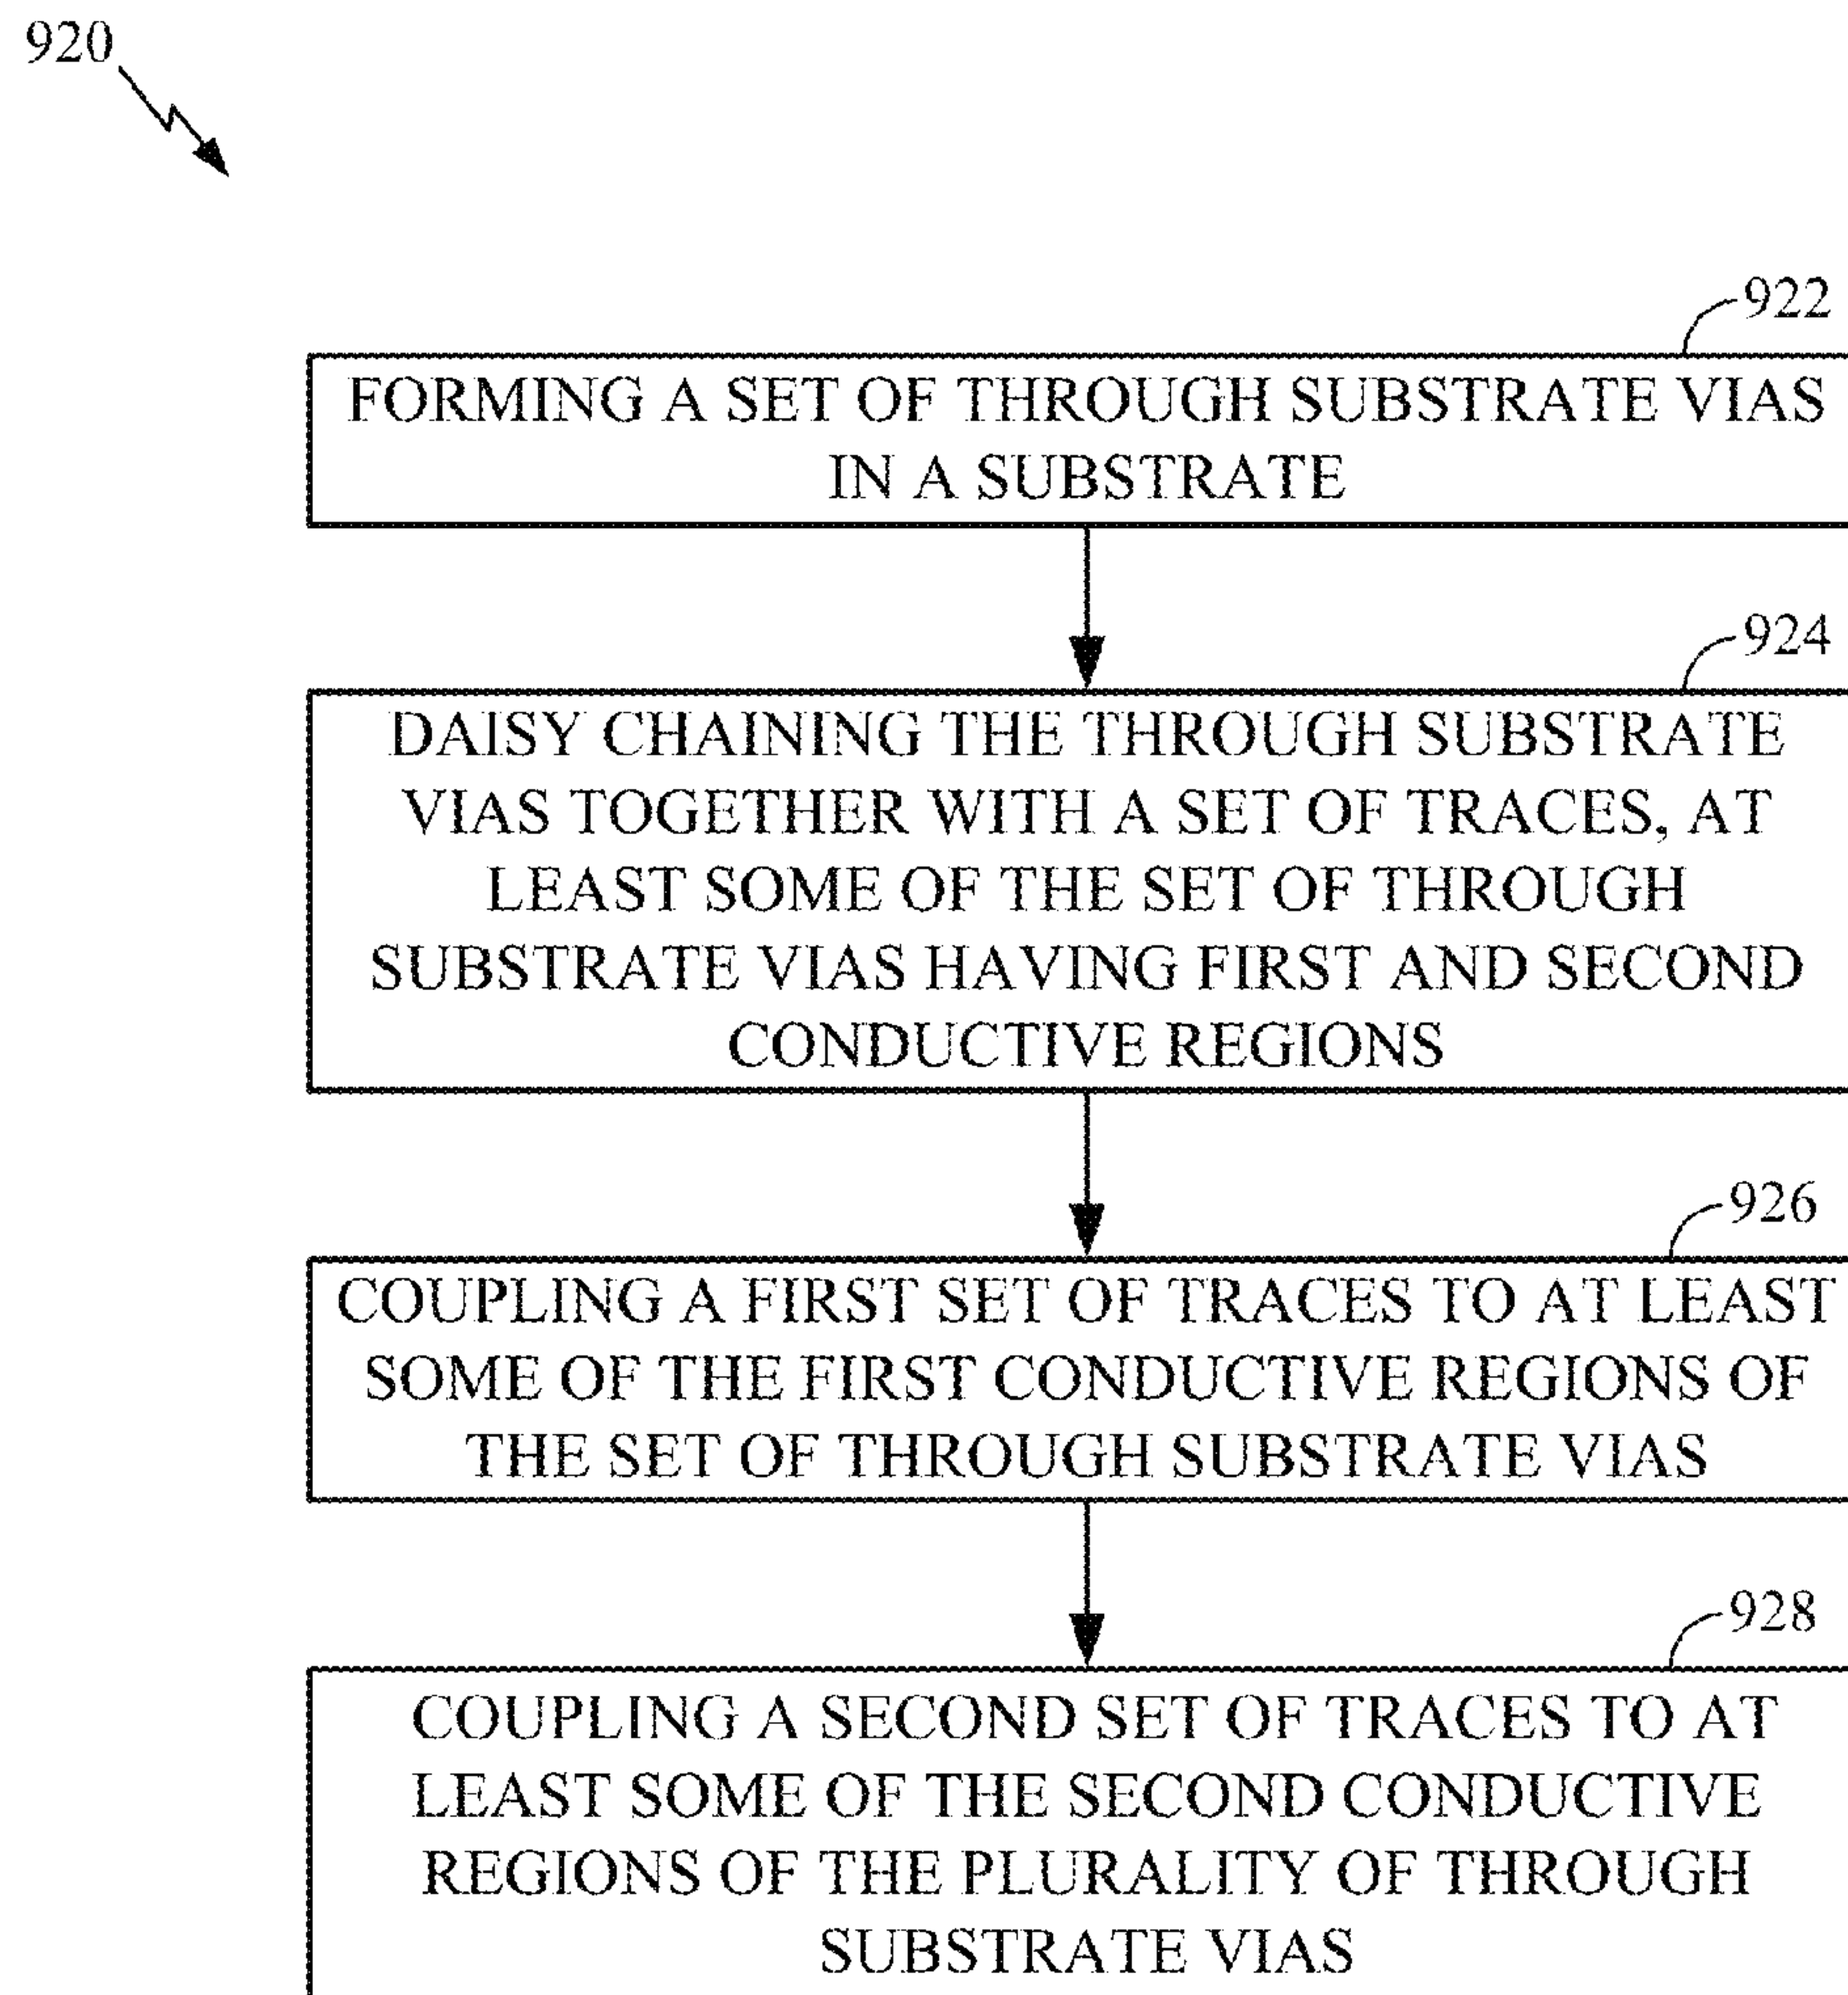 920
922
FORMING A SET OF THROUGH SUBSTRATE VIAS
IN A SUBSTRATE
924
DAISY CHAINING THE THROUGH SUBSTRATE
VIAS TOGETHER WITH A SET OF TRACES, AT
LEAST SOME OF THE SET OF THROUGH
SUBSTRATE VIAS HAVING FIRST AND SECOND
CONDUCTIVE REGIONS
926
COUPLING A FIRST SET OF TRACES TO AT LEAST
SOME OF THE FIRST CONDUCTIVE REGIONS OF
THE SET OF THROUGH SUBSTRATE VIAS
928
COUPLING A SECOND SET OF TRACES TO AT
LEAST SOME OF THE SECOND CONDUCTIVE
REGIONS OF THE PLURALITY OF THROUGH
SUBSTRATE VIAS